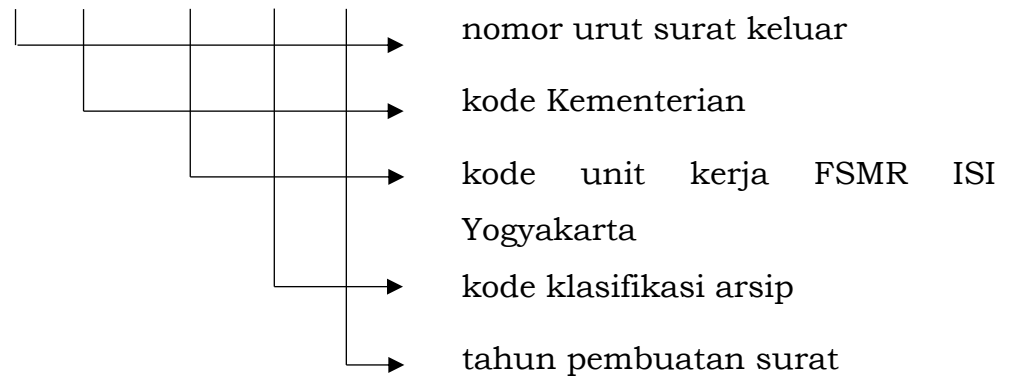 nomor urut surat keluar
kode Kementerian
kode unit kerja FSMR ISI
Yogyakarta
kode klasifikasi arsip
tahun pembuatan surat